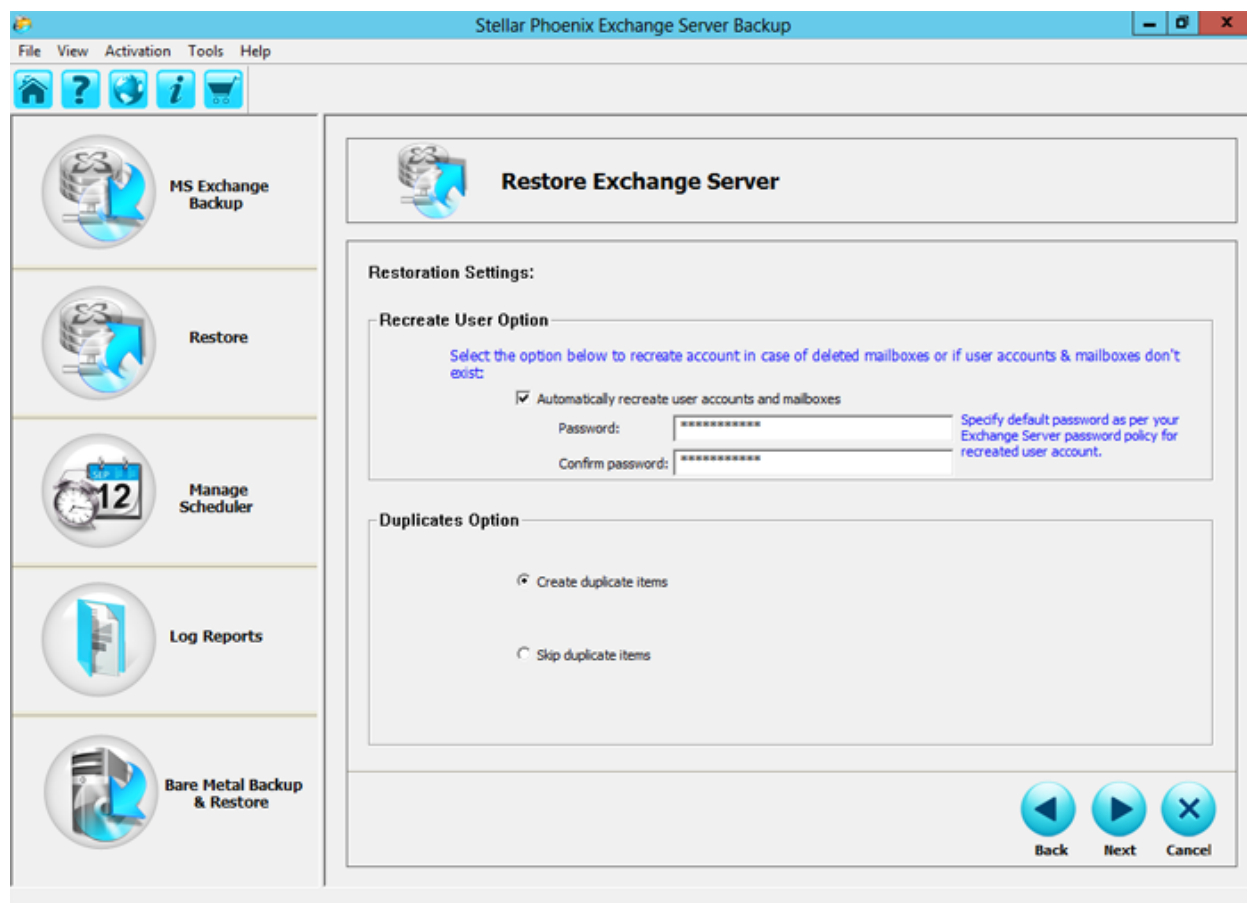 Stellar Phoenix Exchange Server Backup
File View Activation Tools Help
MS Exchange
Backup
Restore
SEP
12
Manage
Scheduler
Log Reports
Bare Metal Backup
& Restore
Restore Exchange Server
Restoration Settings:
Recreate User Option
Select the option below to recreate account in case of deleted mailboxes or if user accounts & mailboxes don't
exist:
Automatically recreate user accounts and mailboxes
Password: ***********
Confirm password: ***********
Specify default password as per your
Exchange Server password policy for
recreated user account.
Duplicates Option
Create duplicate items
Skip duplicate items
Back Next Cancel